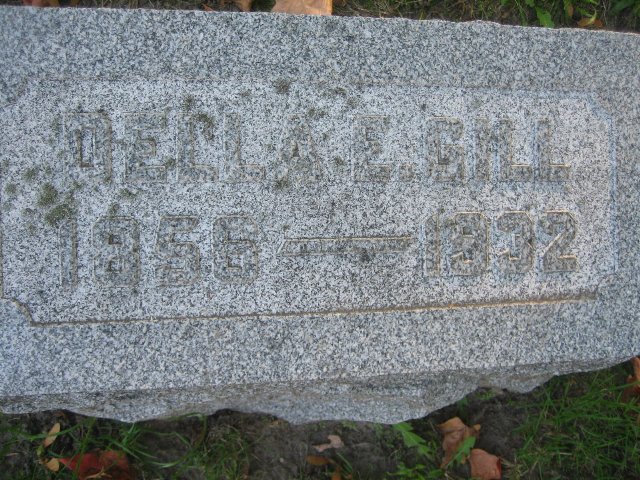 DELLA E. GILL
1856 — 1932